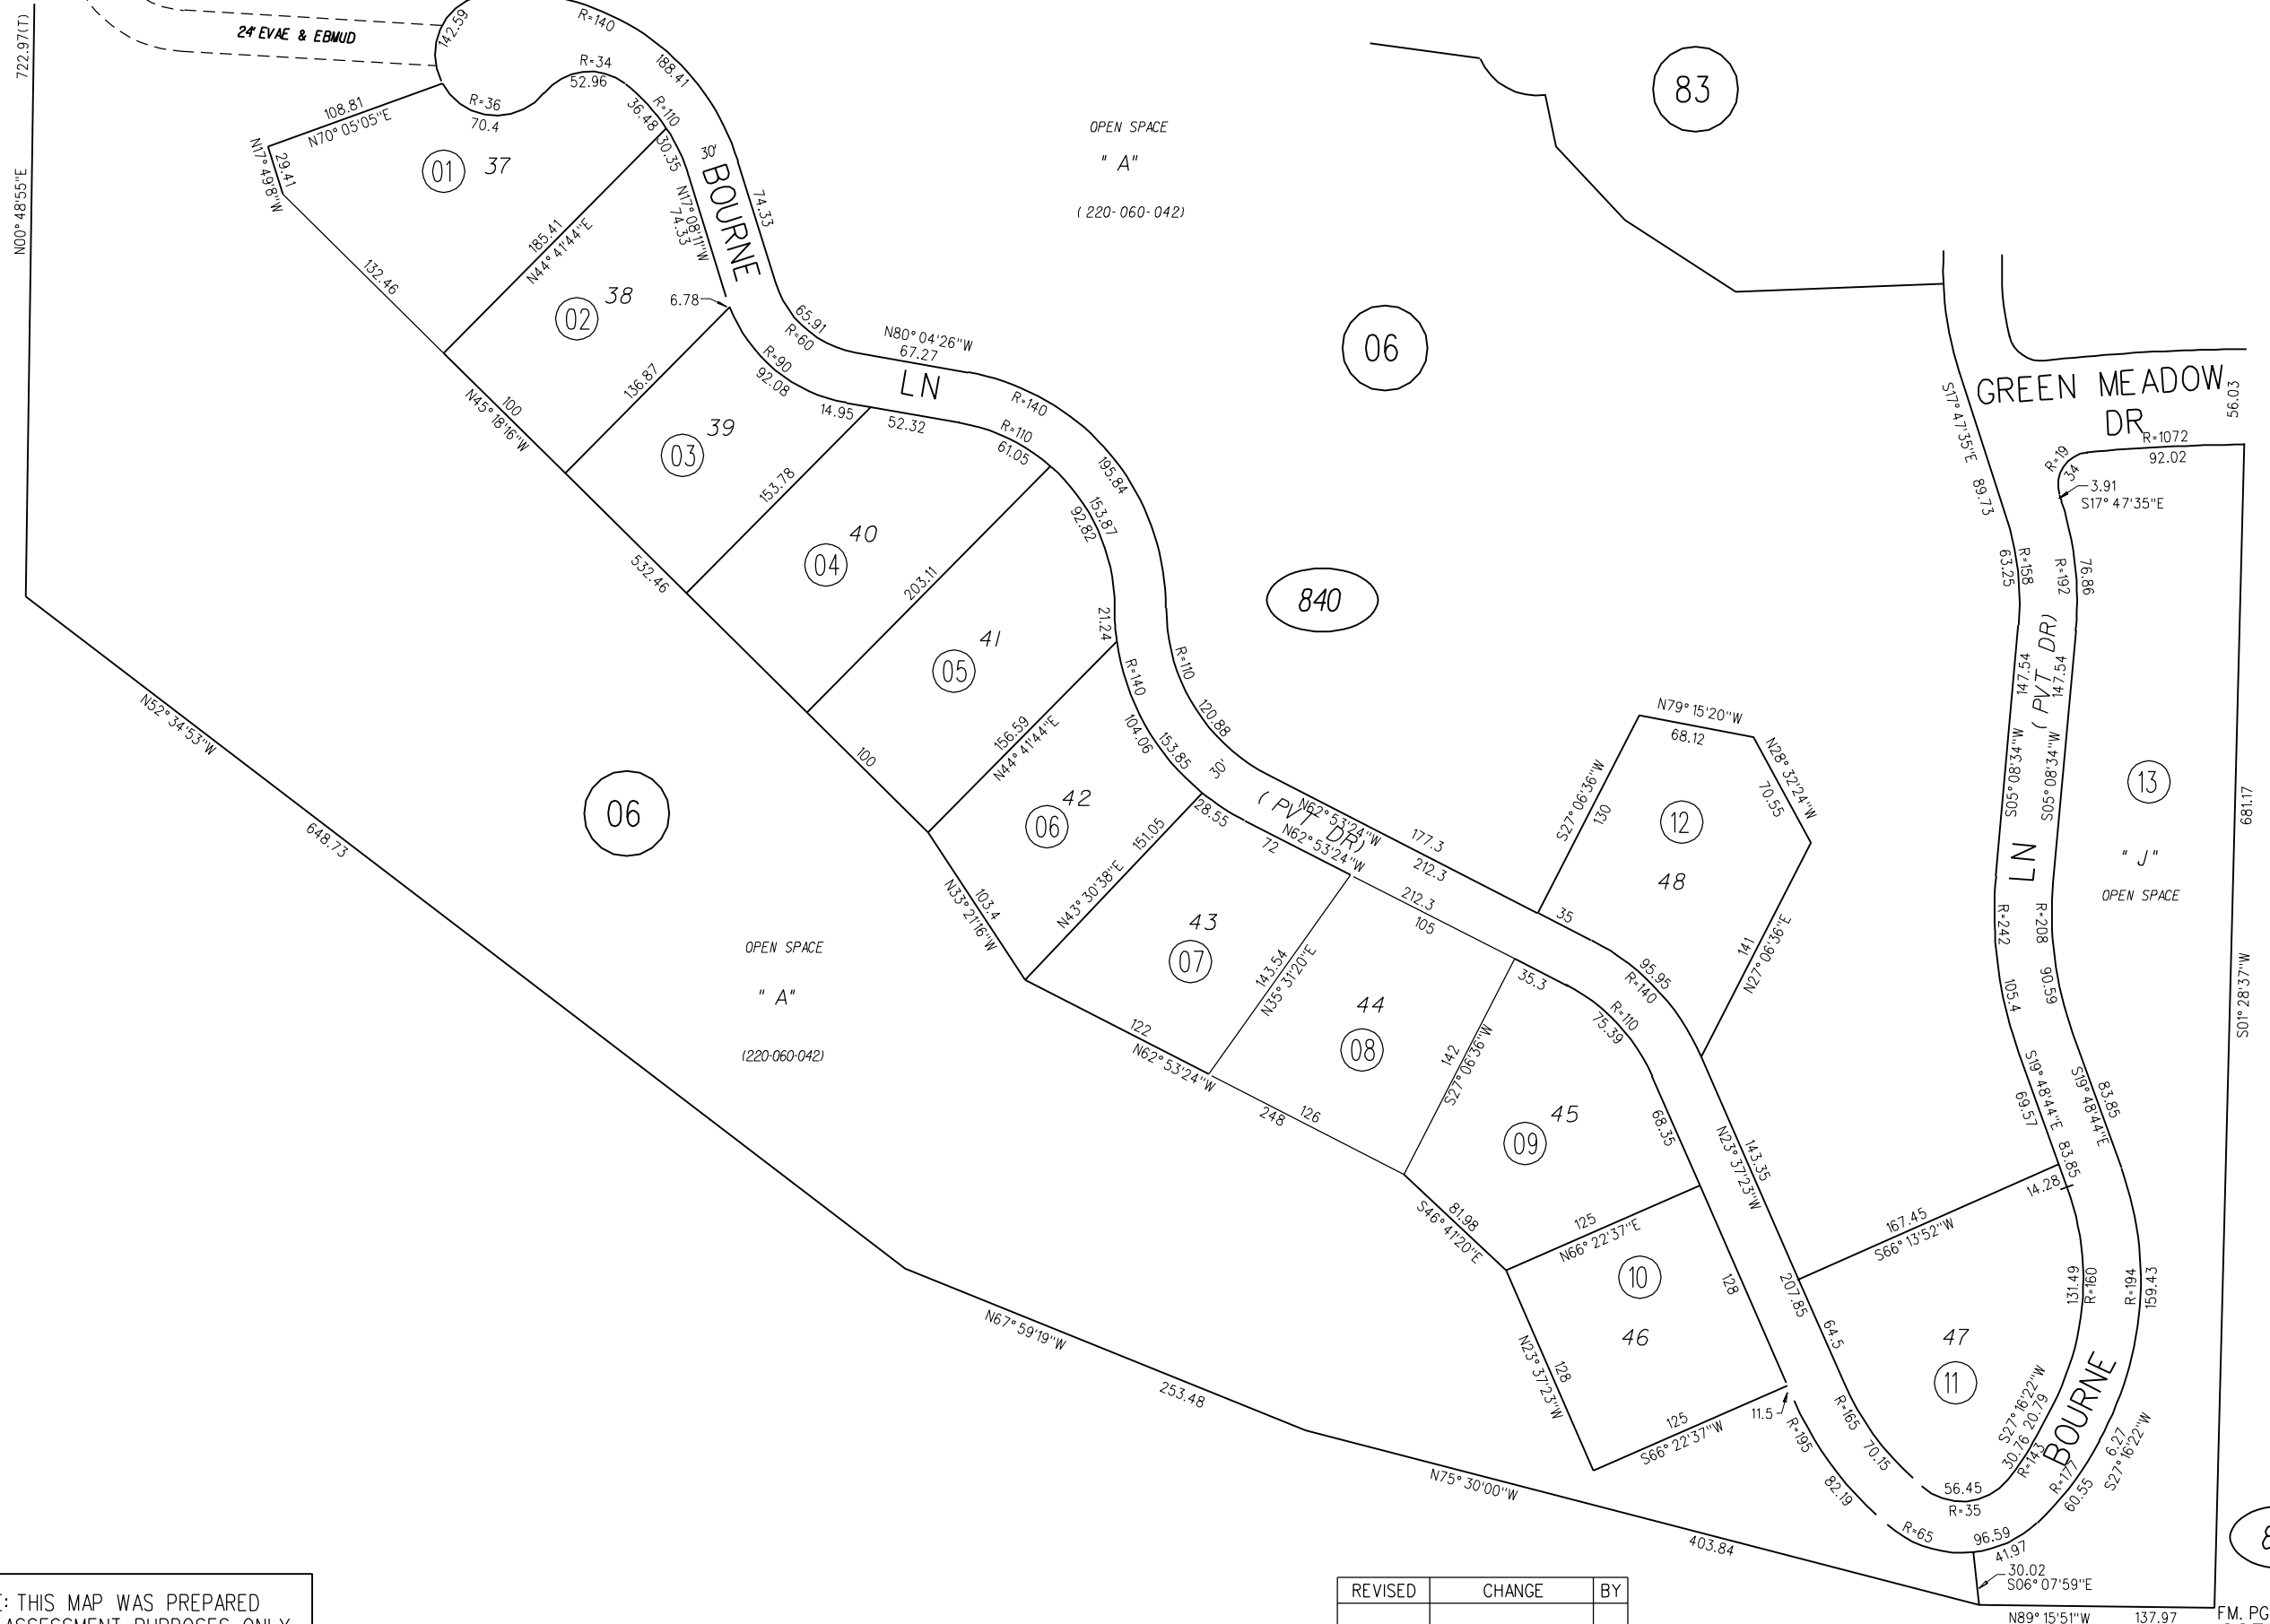 722.97(T)
N00°48'55"E
24' EVAE & EBMUD
142.59
R=140
188.41
R=34
52.96
36.48
R=110
R=36
70.4
108.81
N70°05'05"E
29.41
N17°49'8"W
01
37
30.35
30'
BOURNE
74.33
N17°08'11"W
74.33
185.41
N44°41'44"E
132.46
02
38
6.78
OPEN SPACE
" A"
( 220-060-042)
83
65.91
R=60
N80°04'26"W
67.27
LN
R=90
92.08
14.95
52.32
136.87
100
N45°18'16"W
03
39
R=140
R=110
61.05
195.84
153.87
92.82
153.78
532.46
04
40
203.11
06
840
GREEN MEADOW
DR
56.03
R=1072
92.02
R=19
34
3.91
S17°47'35"E
S17°47'35"E
89.73
R=158
63.25
R=192
76.86
41
05
21.24
R=140
104.06
153.85
R=110
120.88
30'
156.59
N44°41'44"E
100
42
06
151.05
N43°30'38"E
28.55
( PVT DR)
N62°53'24"W
N62°53'24"W
72
177.3
212.3
212.3
105
N52°34'53"W
648.73
06
103.4
N33°21'16"W
43
07
143.54
N35°31'20"E
OPEN SPACE
" A"
(220-060-042)
122
N62°53'24"W
248
126
44
08
142
S27°06'36"W
35.3
N79°15'20"W
68.12
N28°32'24"W
70.55
S27°06'36"W
130
12
48
35
141
N27°06'36"E
95.95
R=140
R=110
75.39
45
09
68.35
N23°37'23"W
143.35
81.98
S46°41'20"E
125
N66°22'37"E
10
46
128
128
N23°37'23"W
125
S66°22'37"W
11.5
207.85
64.5
R=165
70.15
R=195
82.19
147.54
S05°08'34"W
( PVT DR)
147.54
S05°08'34"W
LN
13
" J"
OPEN SPACE
681.17
S01°28'37"W
R=242
105.4
R=208
90.59
S19°48'44"E
69.57
83.85
S19°48'44"E
83.85
14.28
167.45
S66°13'52"W
131.49
R=160
R=194
159.43
47
11
S27°16'22"W
20.79
30.76
R=143
BOURNE
6.27
S27°16'22"W
R=177
60.55
56.45
R=35
R=65
96.59
41.97
30.02
S06°07'59"E
N89°15'51"W
137.97
N67°59'19"W
253.48
N75°30'00"W
403.84
: THIS MAP WAS PREPARED
ASSESSMENT PURPOSES ONLY
REVISED CHANGE BY
FM. PG